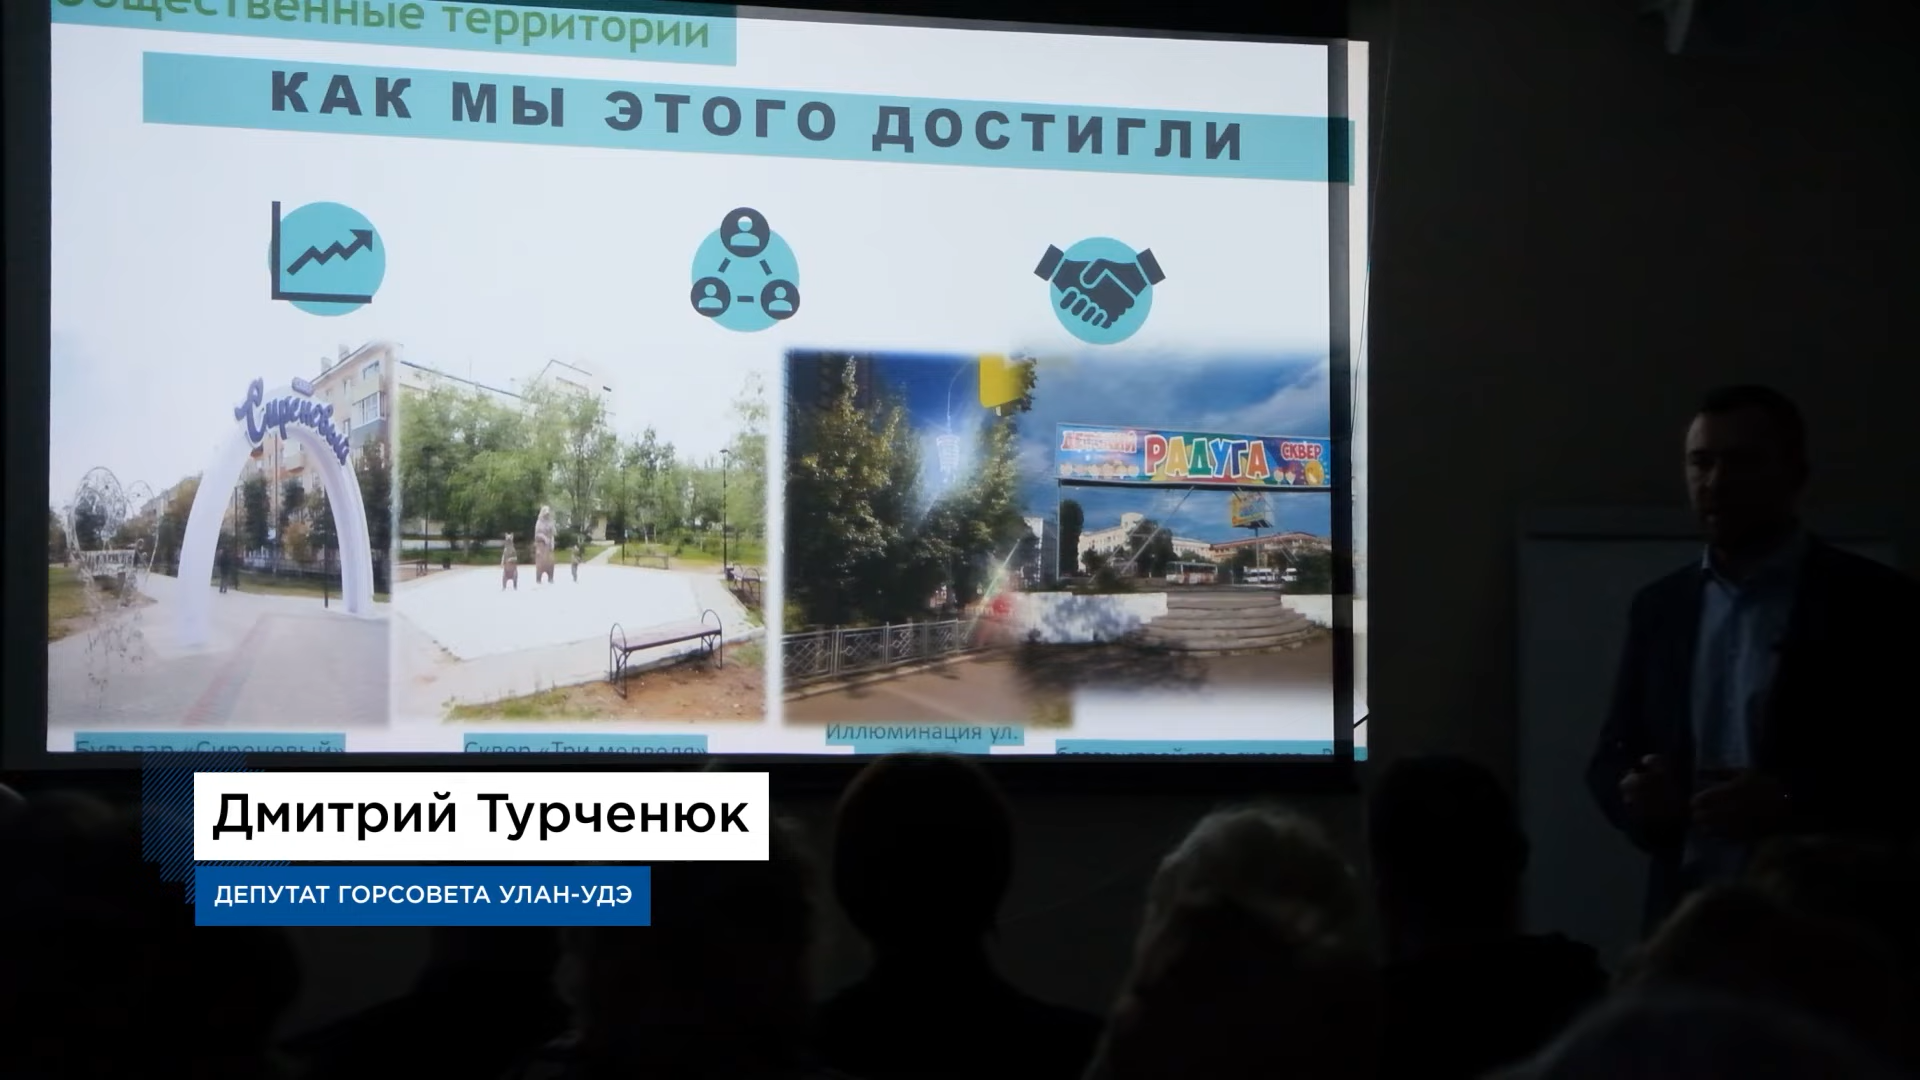 Общественные территории
КАК МЫ ЭТОГО ДОСТИГЛИ
СКВЕР
Сиреневый
ДЕТСКИЙ РАДУГА СКВЕР
Иллюминация ул.
Бульвар «Сиреневый»
Сквер «Три медведя»
Дмитрий Турченюк
ДЕПУТАТ ГОРСОВЕТА УЛАН-УДЭ